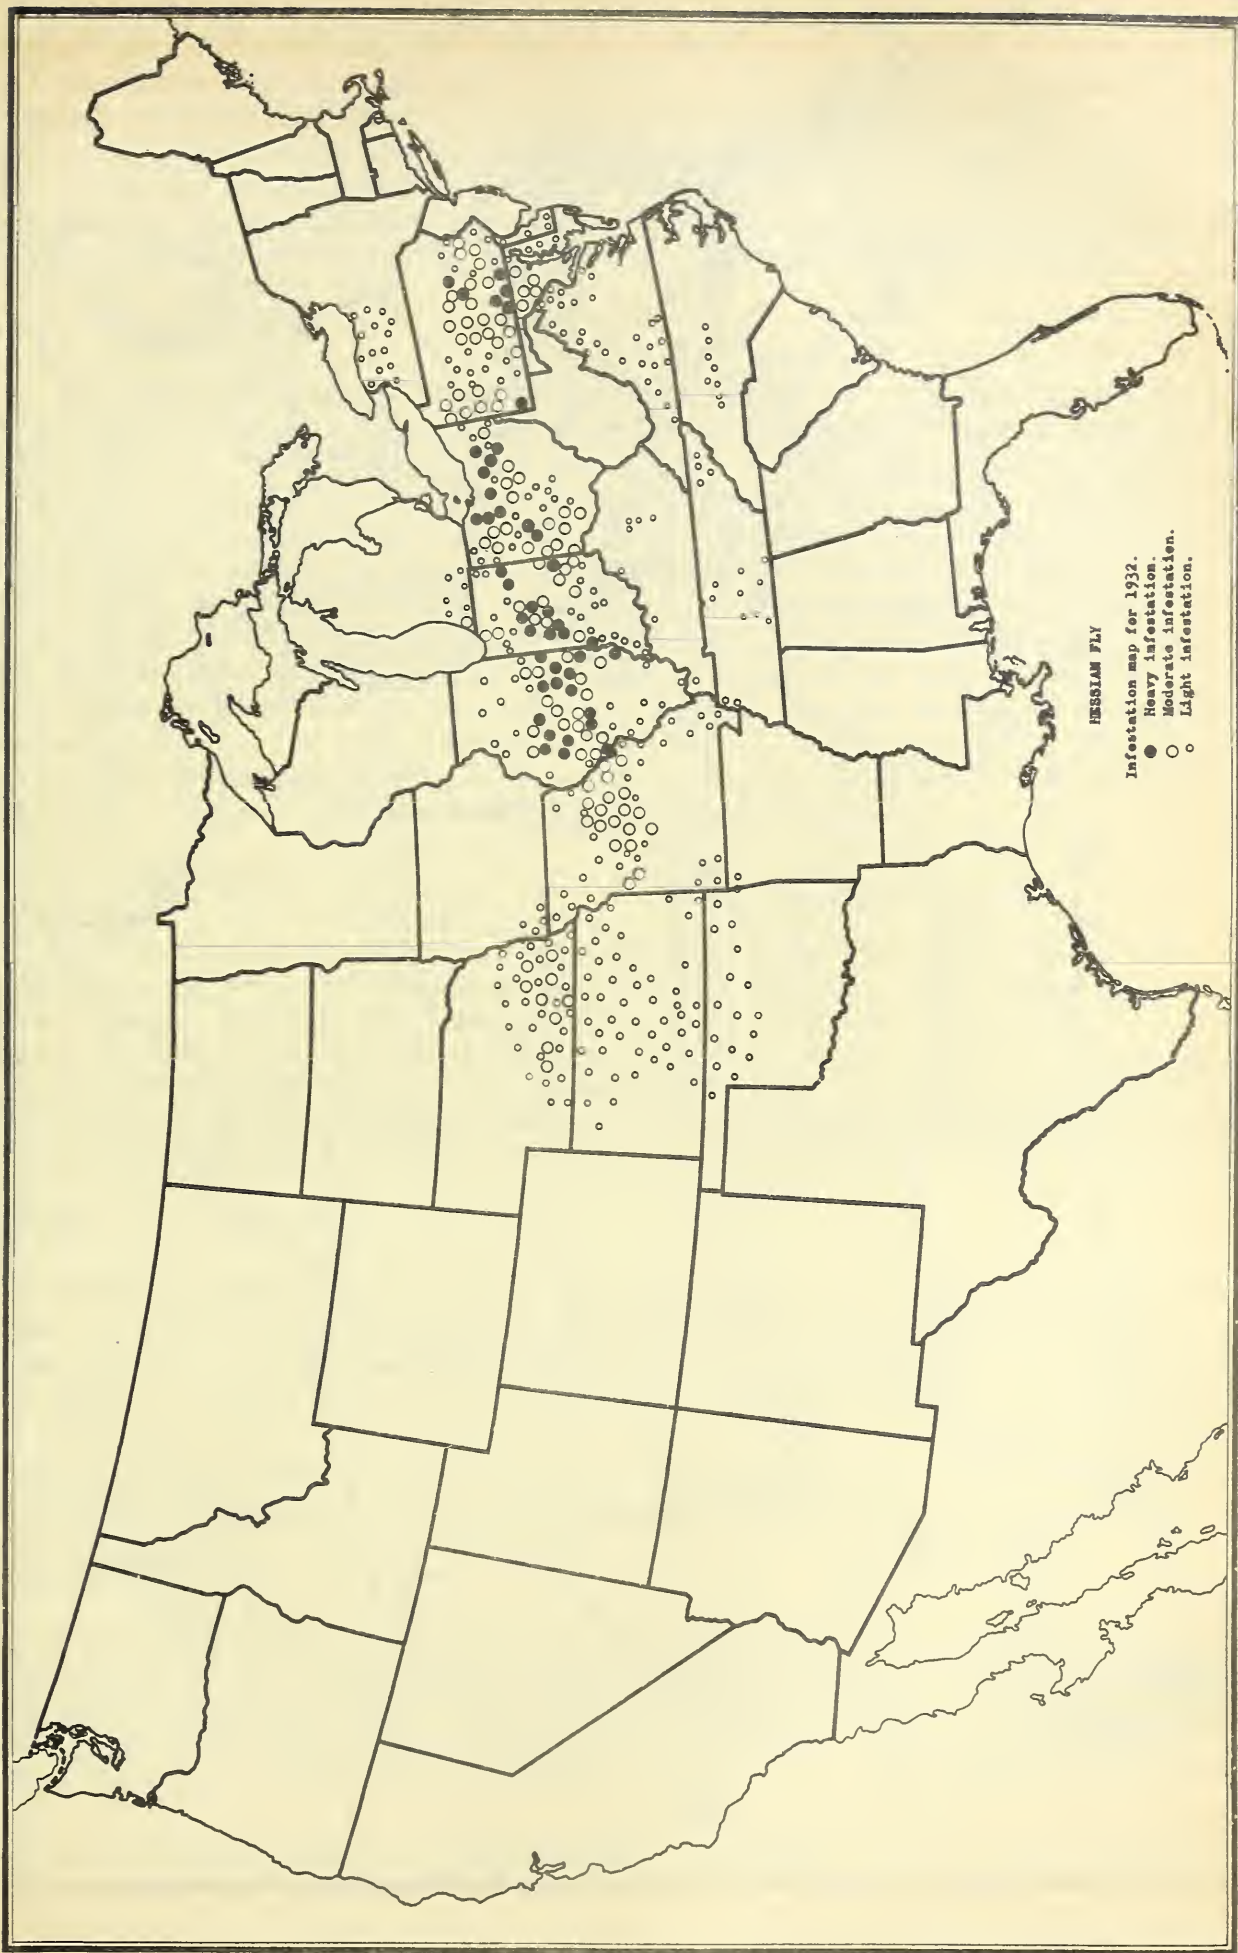 HESSIAN FLY
Infestation map for 1932.
Heavy infestation.
Moderate infestation.
Light infestation.